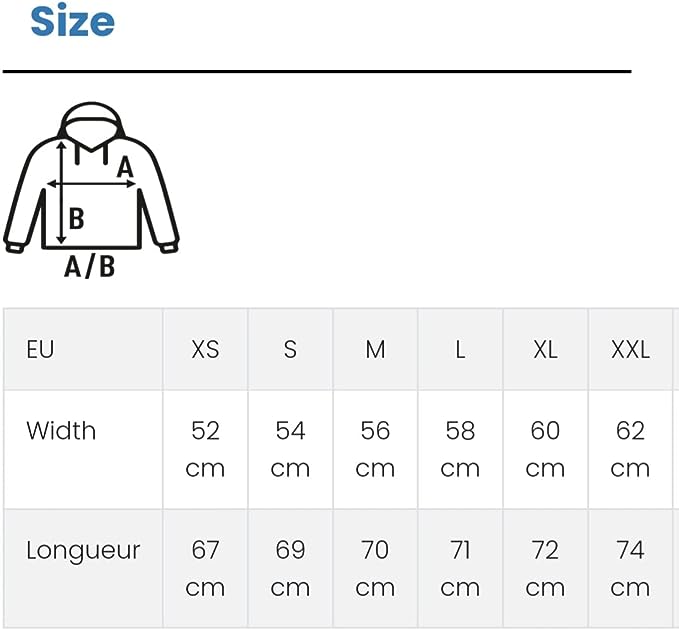 Size
A
B
A/B
EU XS S M L XL XXL
Width 52 54 56 58 60 62
cm cm cm cm cm cm
Longueur 67 69 70 71 72 74
cm cm cm cm cm cm